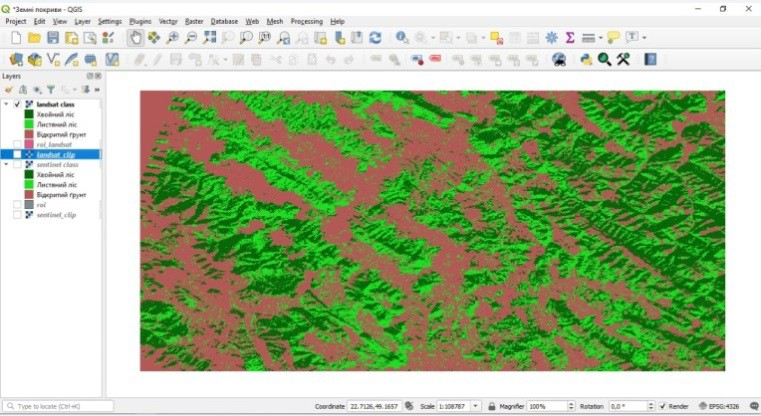 *Земні покриви - QGIS
Project Edit View Layer Settings Plugins Vector Raster Database Web Mesh Processing Help
Layers
landsat class
Хвойний ліс
Листяний ліс
Відкритий ґрунт
roi_landsat
landsat_clip
sentinel class
Хвойний ліс
Листяний ліс
Відкритий ґрунт
roi
sentinel_clip
Type to locate (Ctrl+K)
Coordinate 22.7126,49.1657 Scale 1:108787 Magnifier 100% Rotation 0,0 ° Render EPSG:4326